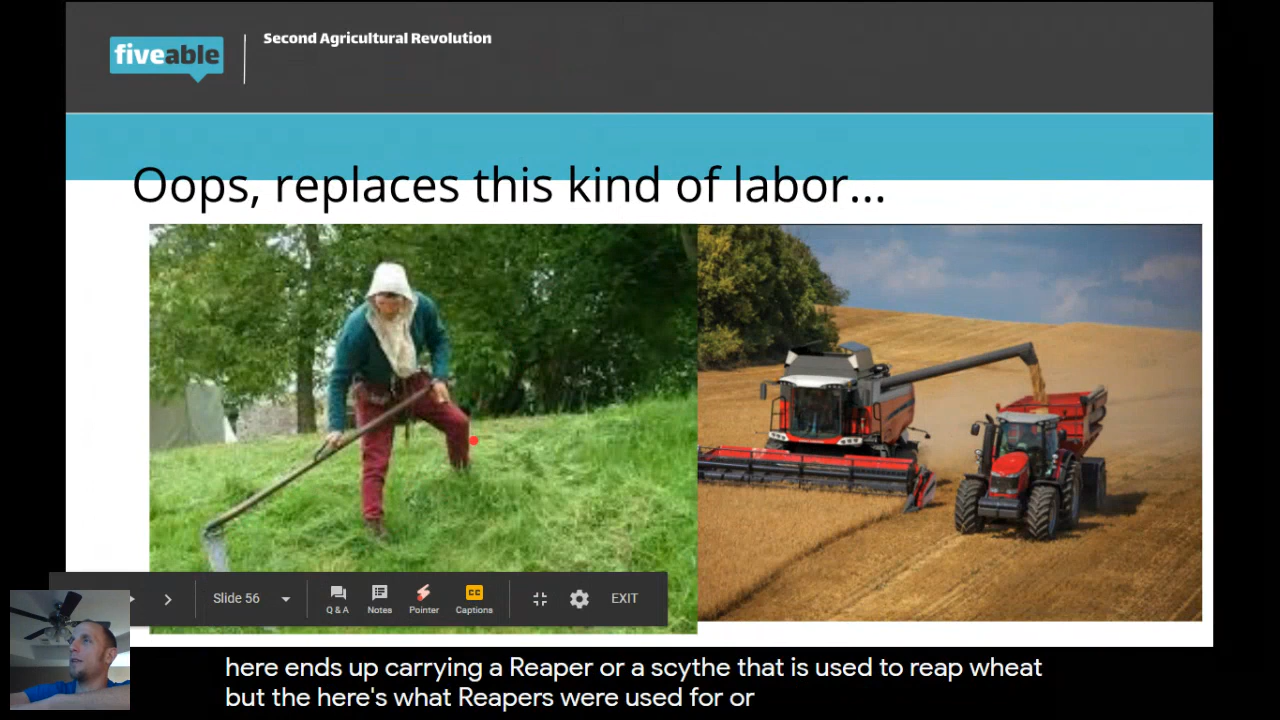 fiveable
Second Agricultural Revolution
Oops, replaces this kind of labor...
Slide 56
Q & A
Notes
Pointer
CC
Captions
EXIT
here ends up carrying a Reaper or a scythe that is used to reap wheat
but the here's what Reapers were used for or